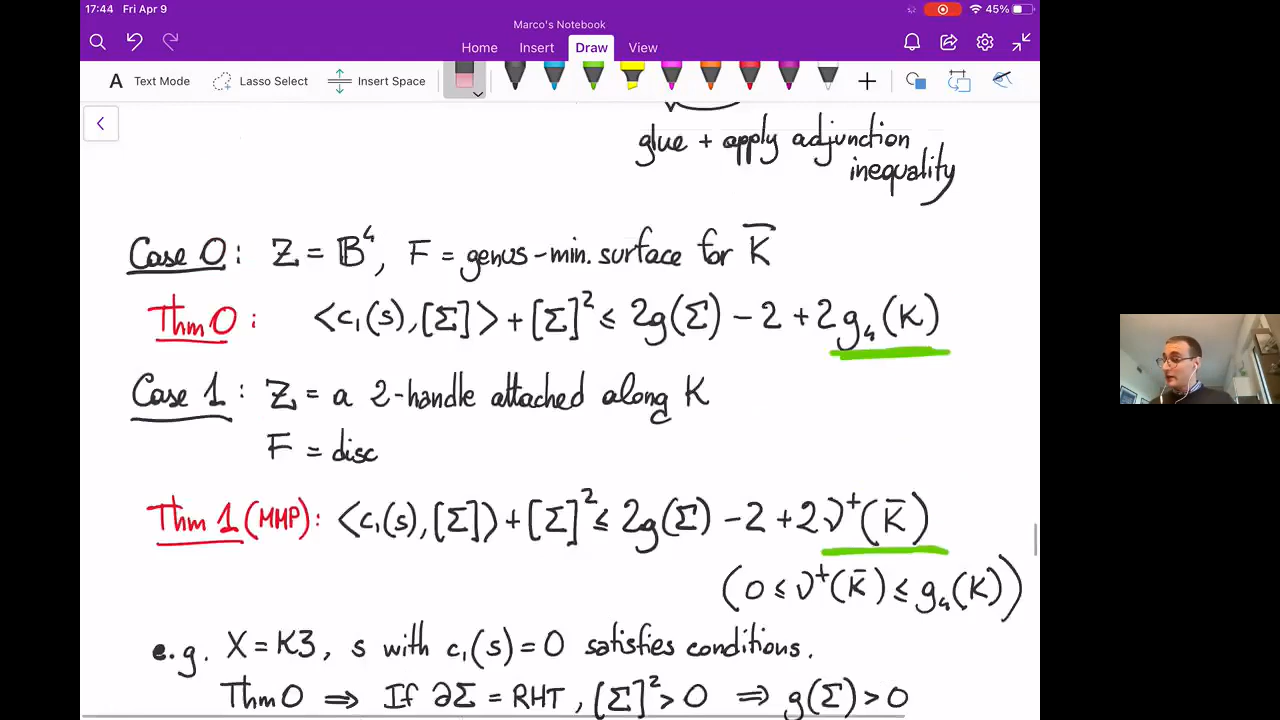 17:44 Fri Apr 9
45%
Marco's Notebook
Home Insert Draw View
A Text Mode Lasso Select Insert Space
glue + apply adjunction
inequality
Case 0: Z = B⁴, F = genus-min. surface for K̅
Thm 0: <c₁(s), [Σ]> + [Σ]² ≤ 2g(Σ) - 2 + 2g₄(K)
Case 1: Z = a 2-handle attached along K
F = disc
Thm 1 (MMP): <c₁(s), [Σ]> + [Σ]² ≤ 2g(Σ) - 2 + 2ν⁺(K̅)
(0 ≤ ν⁺(K̅) ≤ g₄(K))
e.g. X = K3, s with c₁(s) = 0 satisfies conditions.
Thm 0 ⟹ If ∂Σ = RHT, [Σ]² > 0 ⟹ g(Σ) > 0